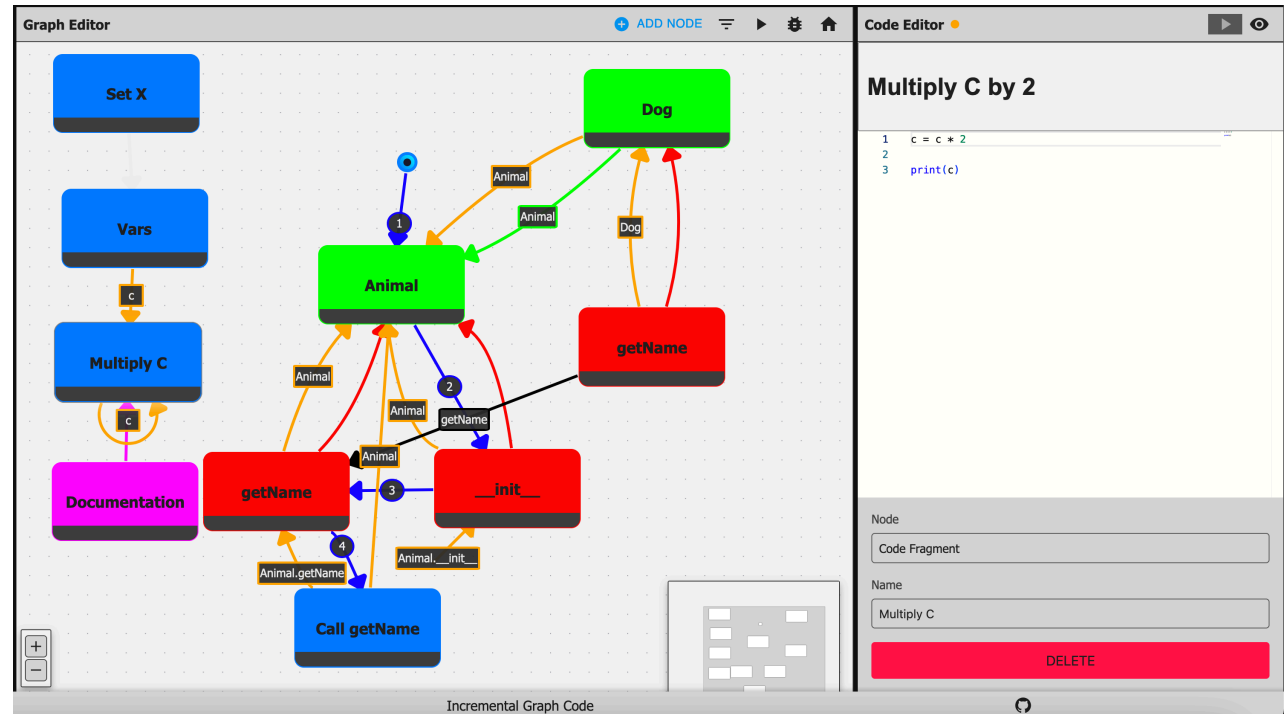 Graph Editor
ADD NODE
Code Editor
Set X
Dog
Animal
1
Animal
Dog
Vars
Animal
c
Multiply C
getName
Animal
2
Animal
getName
c
Animal
Documentation
getName
3
__init__
4
Animal.__init__
Animal.getName
Call getName
+
−
Multiply C by 2
1 c = c * 2
2
3 print(c)
Node
Code Fragment
Name
Multiply C
DELETE
Incremental Graph Code